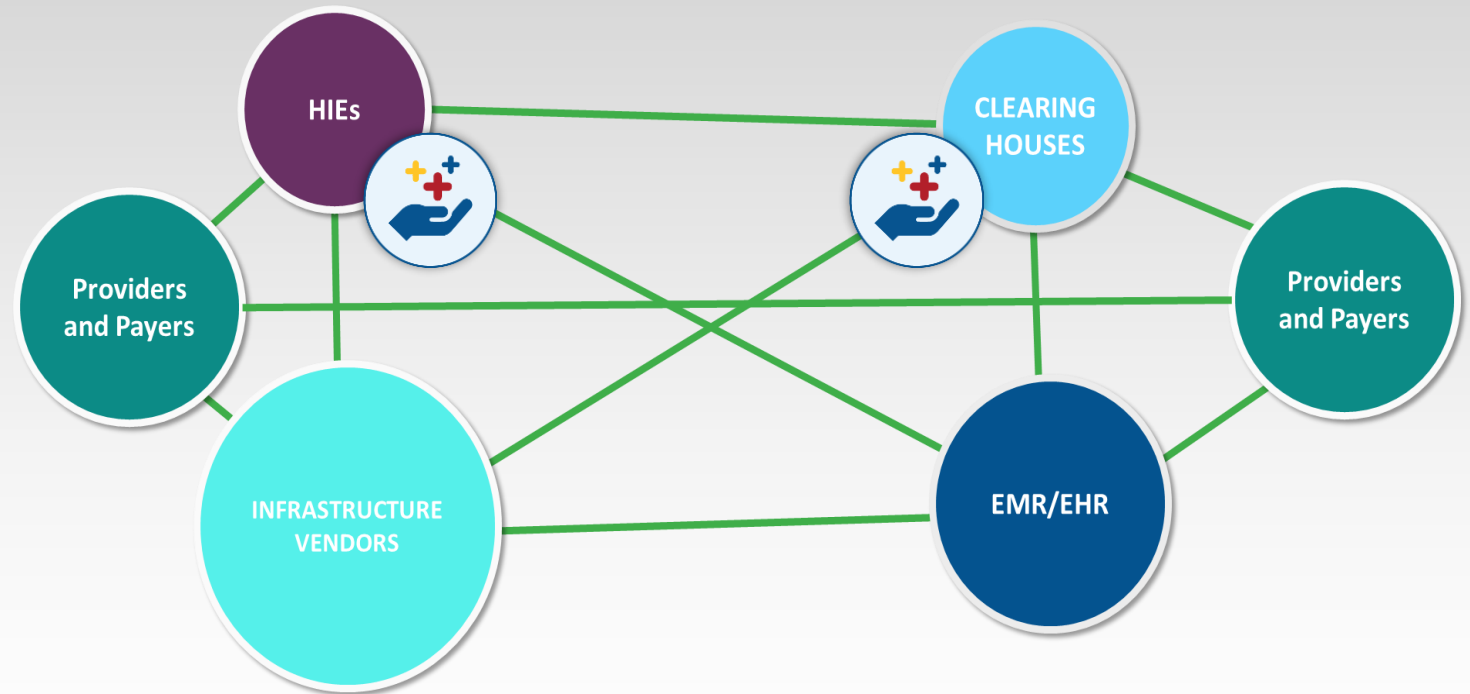 HIEs
CLEARING
HOUSES
Providers
and Payers
Providers
and Payers
INFRASTRUCTURE
VENDORS
EMR/EHR